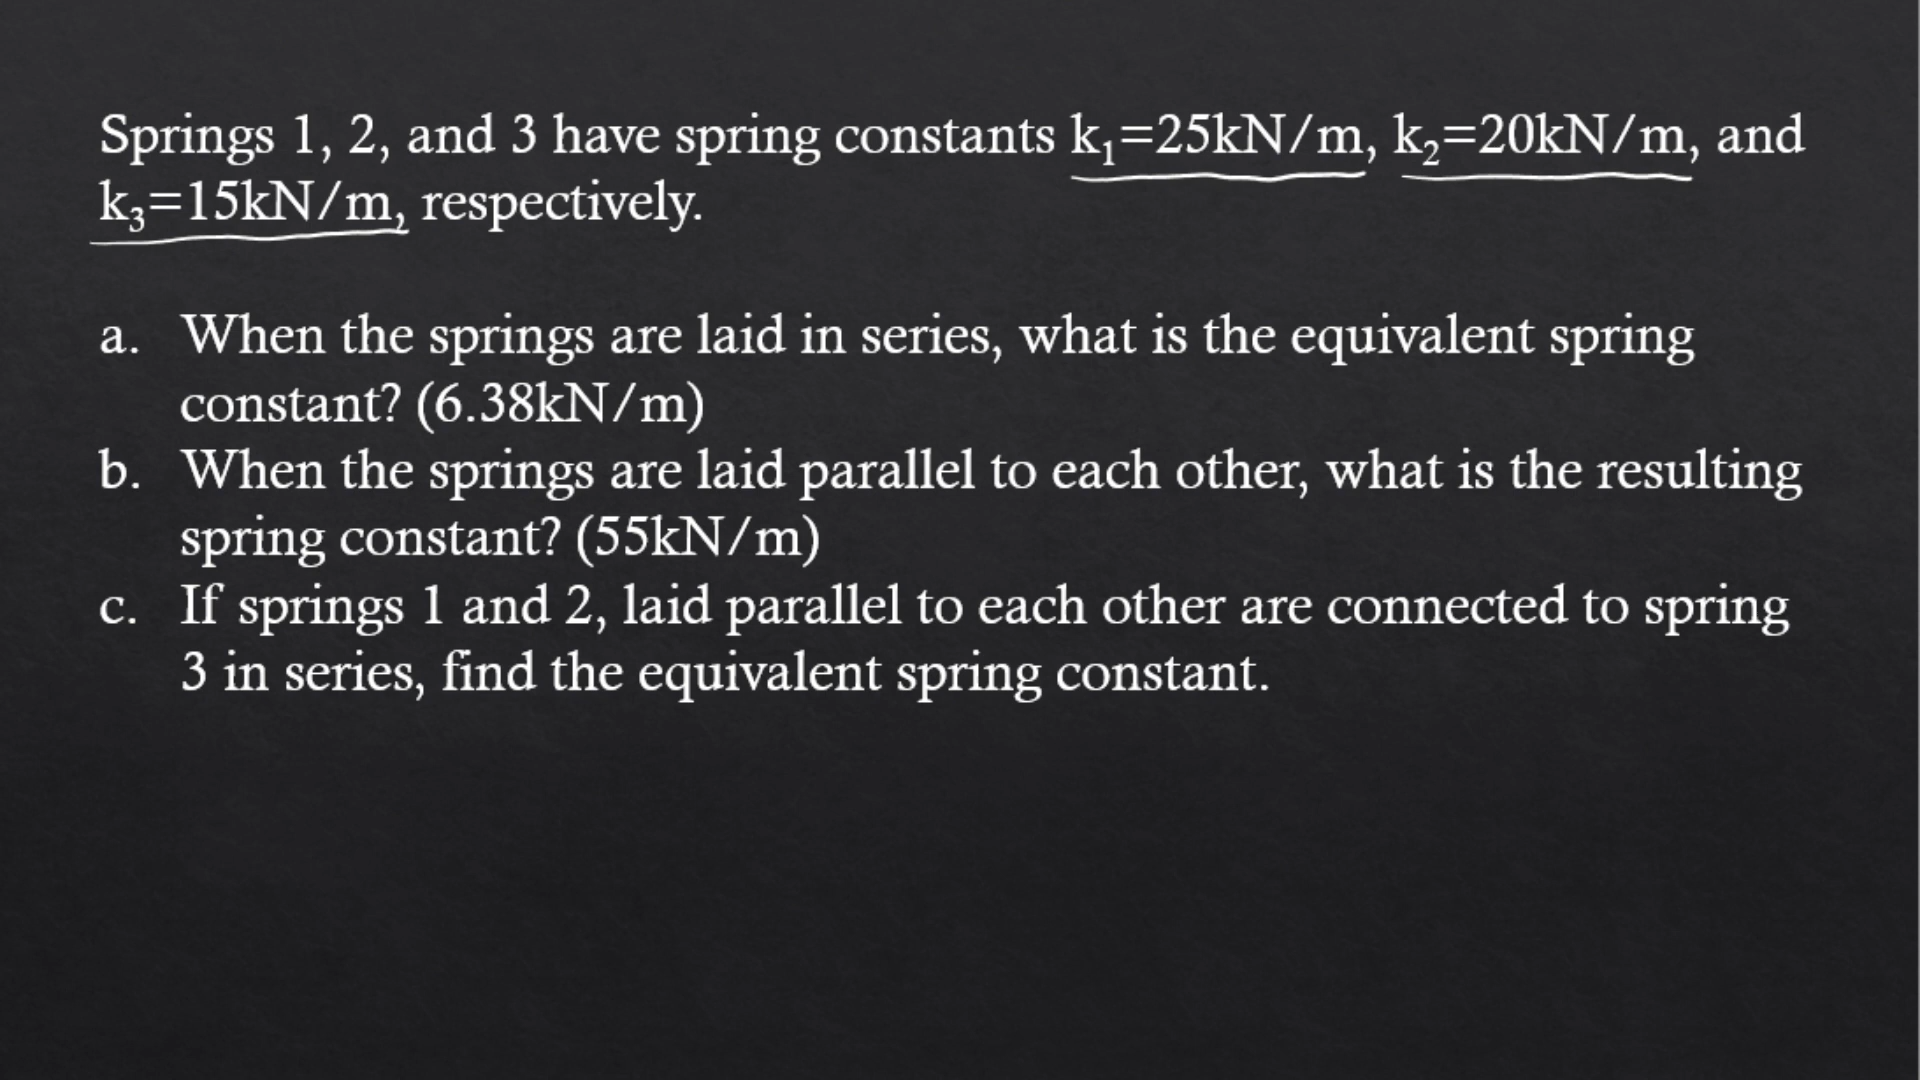 Springs 1, 2, and 3 have spring constants k₁=25kN/m, k₂=20kN/m, and
k₃=15kN/m, respectively.
a. When the springs are laid in series, what is the equivalent spring
constant? (6.38kN/m)
b. When the springs are laid parallel to each other, what is the resulting
spring constant? (55kN/m)
c. If springs 1 and 2, laid parallel to each other are connected to spring
3 in series, find the equivalent spring constant.